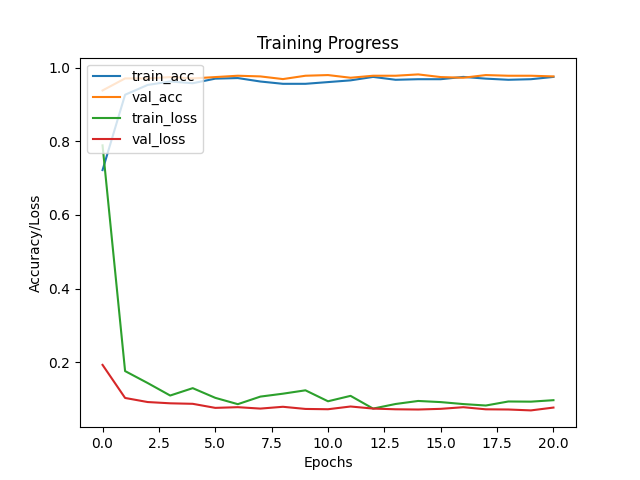 Training Progress
1.0
0.8
0.6
0.4
0.2
Accuracy/Loss
train_acc
val_acc
train_loss
val_loss
0.0 2.5 5.0 7.5 10.0 12.5 15.0 17.5 20.0
Epochs